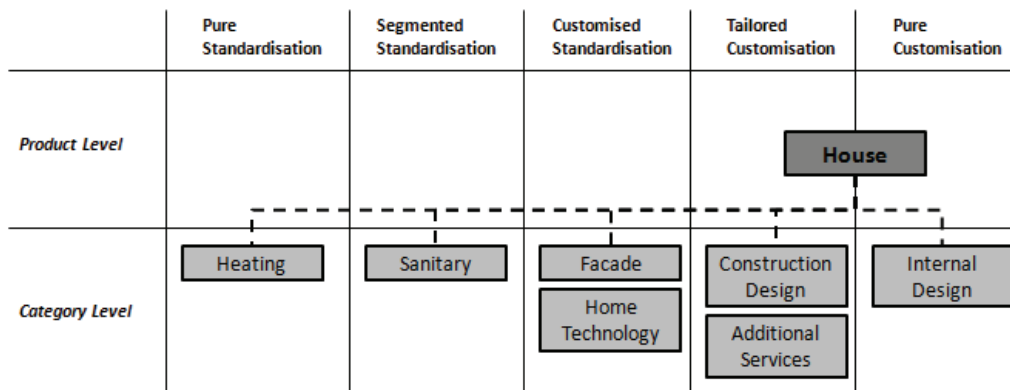 Pure
Standardisation
Segmented
Standardisation
Customised
Standardisation
Tailored
Customisation
Pure
Customisation
Product Level
House
Category Level
Heating
Sanitary
Facade
Home
Technology
Construction
Design
Additional
Services
Internal
Design